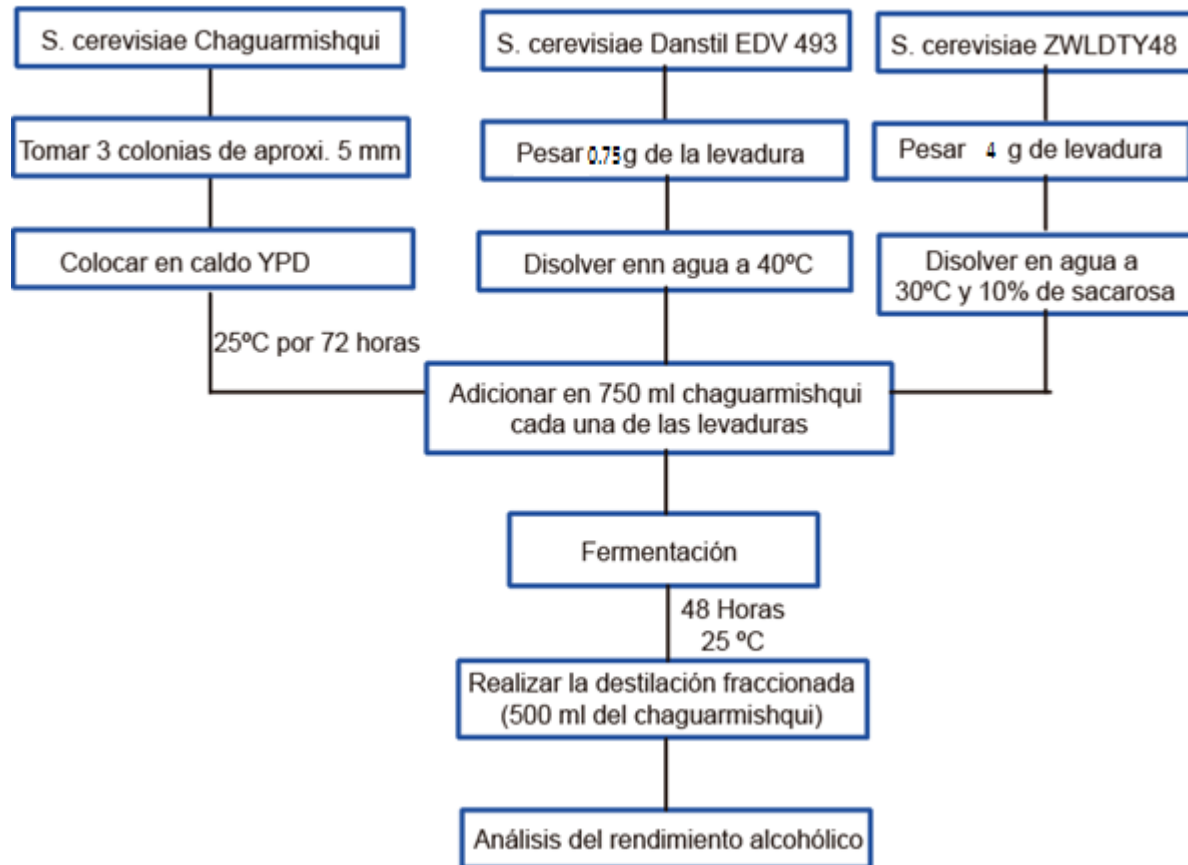 S. cerevisiae Chaguarmishqui
S. cerevisiae Danstil EDV 493
S. cerevisiae ZWLDTY48
Tomar 3 colonias de aproxi. 5 mm
Pesar 0.75 g de la levadura
Pesar 4 g de levadura
Colocar en caldo YPD
Disolver enn agua a 40ºC
Disolver en agua a
30ºC y 10% de sacarosa
25ºC por 72 horas
Adicionar en 750 ml chaguarmishqui
cada una de las levaduras
Fermentación
48 Horas
25 ºC
Realizar la destilación fraccionada
(500 ml del chaguarmishqui)
Análisis del rendimiento alcohólico